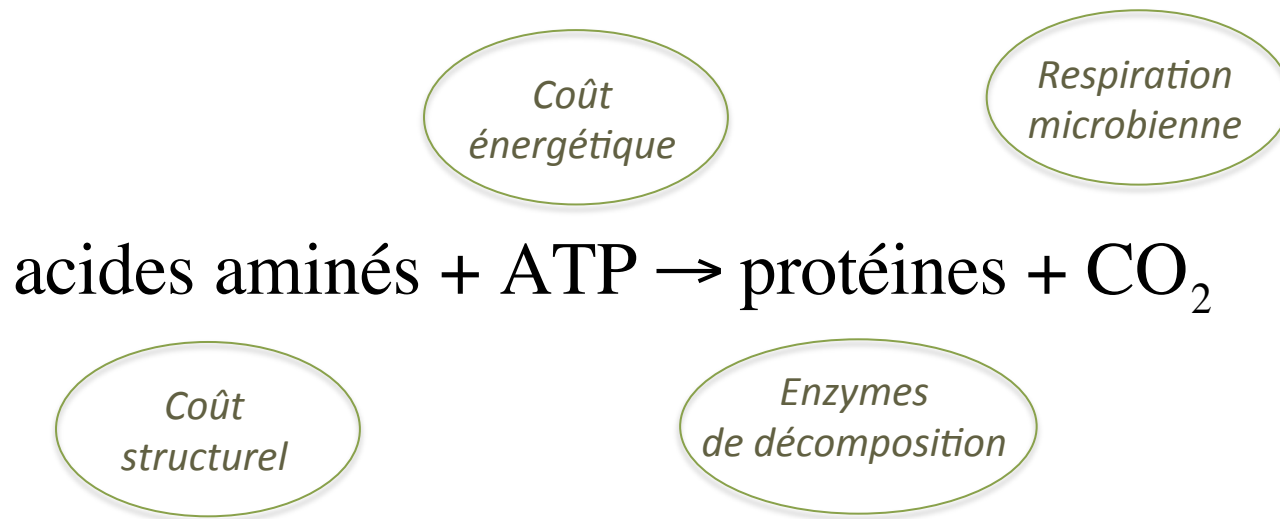 Coût
énergétique
Respiration
microbienne
acides aminés + ATP → protéines + CO₂
Coût
structurel
Enzymes
de décomposition